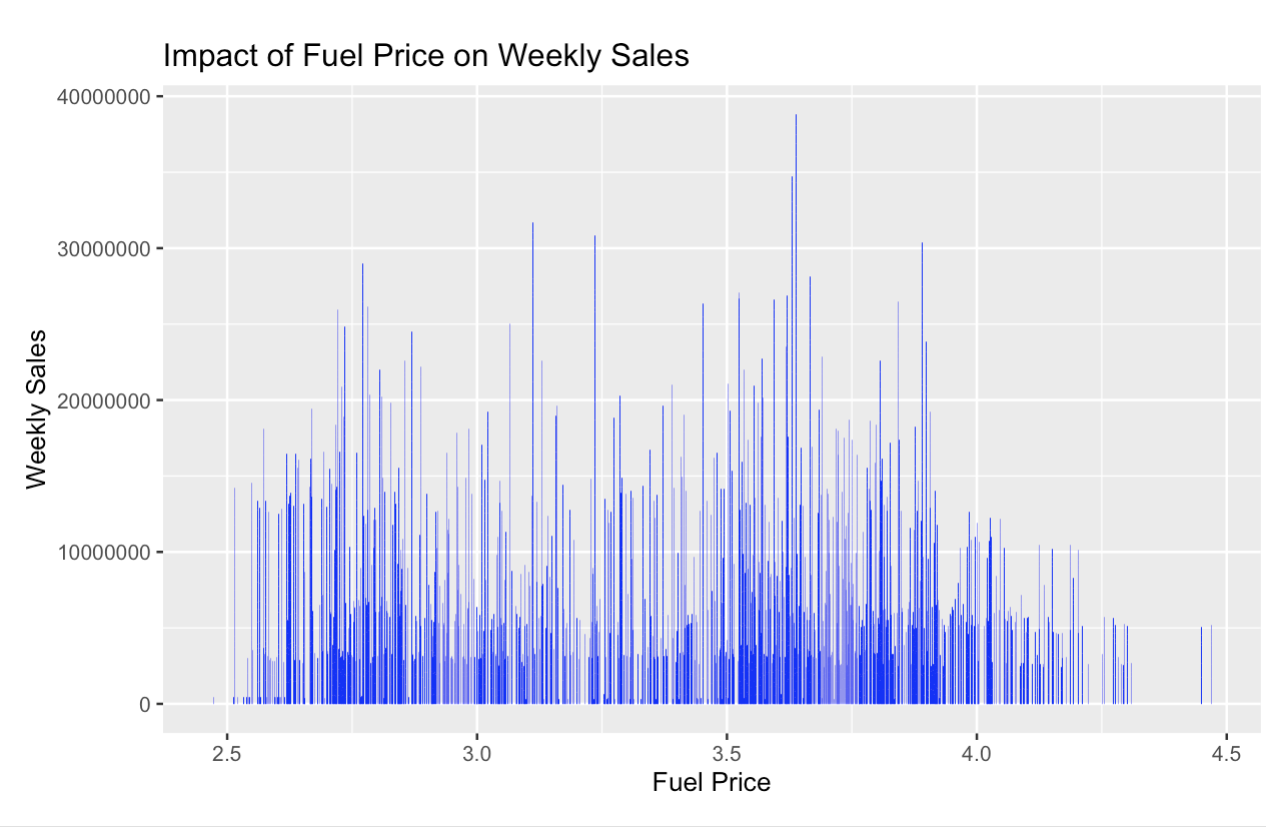 Impact of Fuel Price on Weekly Sales
40000000
30000000
20000000
10000000
0
Weekly Sales
2.5 3.0 3.5 4.0 4.5
Fuel Price